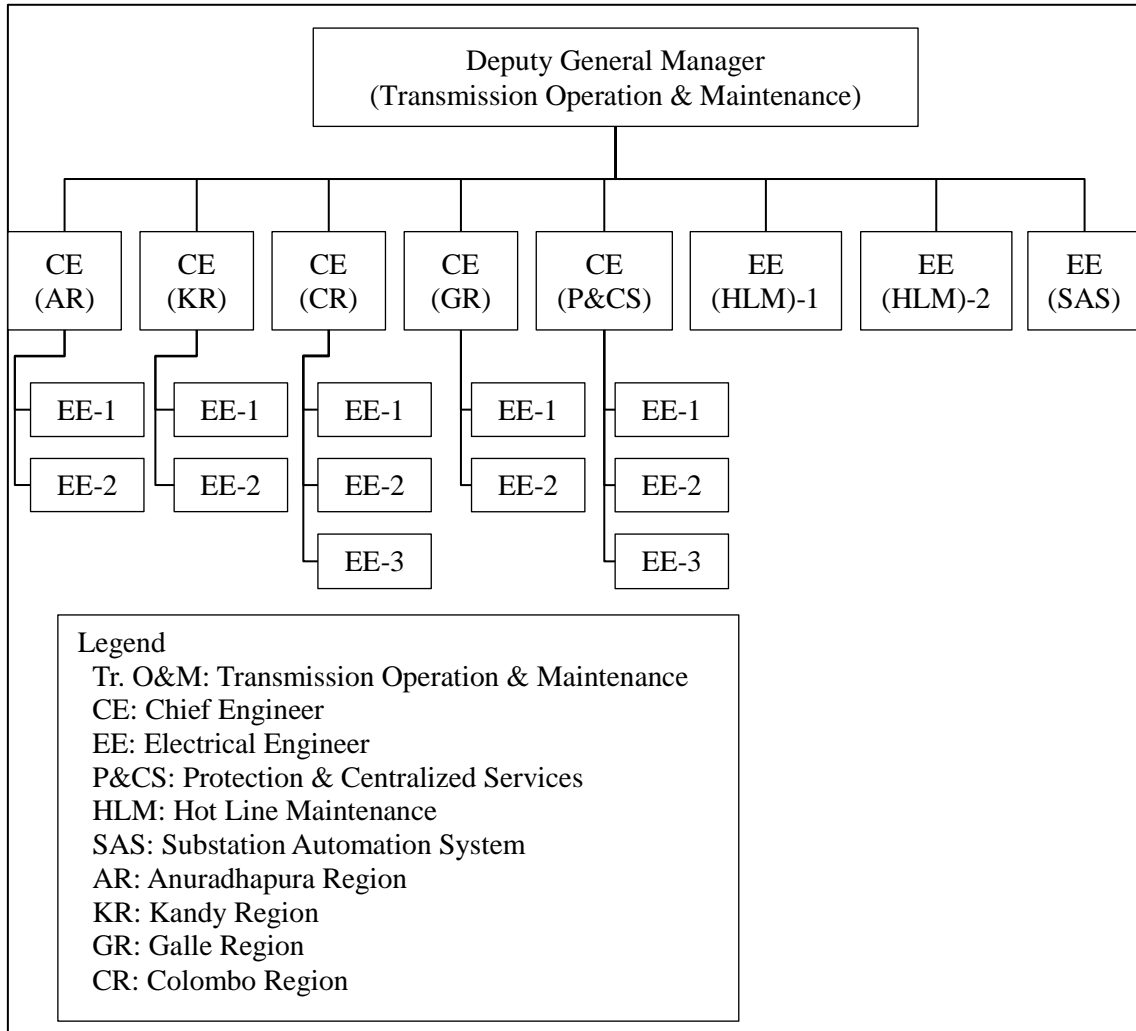 Deputy General Manager
(Transmission Operation & Maintenance)
CE
(AR)
CE
(KR)
CE
(CR)
CE
(GR)
CE
(P&CS)
EE
(HLM)-1
EE
(HLM)-2
EE
(SAS)
EE-1
EE-2
EE-1
EE-2
EE-1
EE-2
EE-3
EE-1
EE-2
EE-1
EE-2
EE-3
Legend
Tr. O&M: Transmission Operation & Maintenance
CE: Chief Engineer
EE: Electrical Engineer
P&CS: Protection & Centralized Services
HLM: Hot Line Maintenance
SAS: Substation Automation System
AR: Anuradhapura Region
KR: Kandy Region
GR: Galle Region
CR: Colombo Region